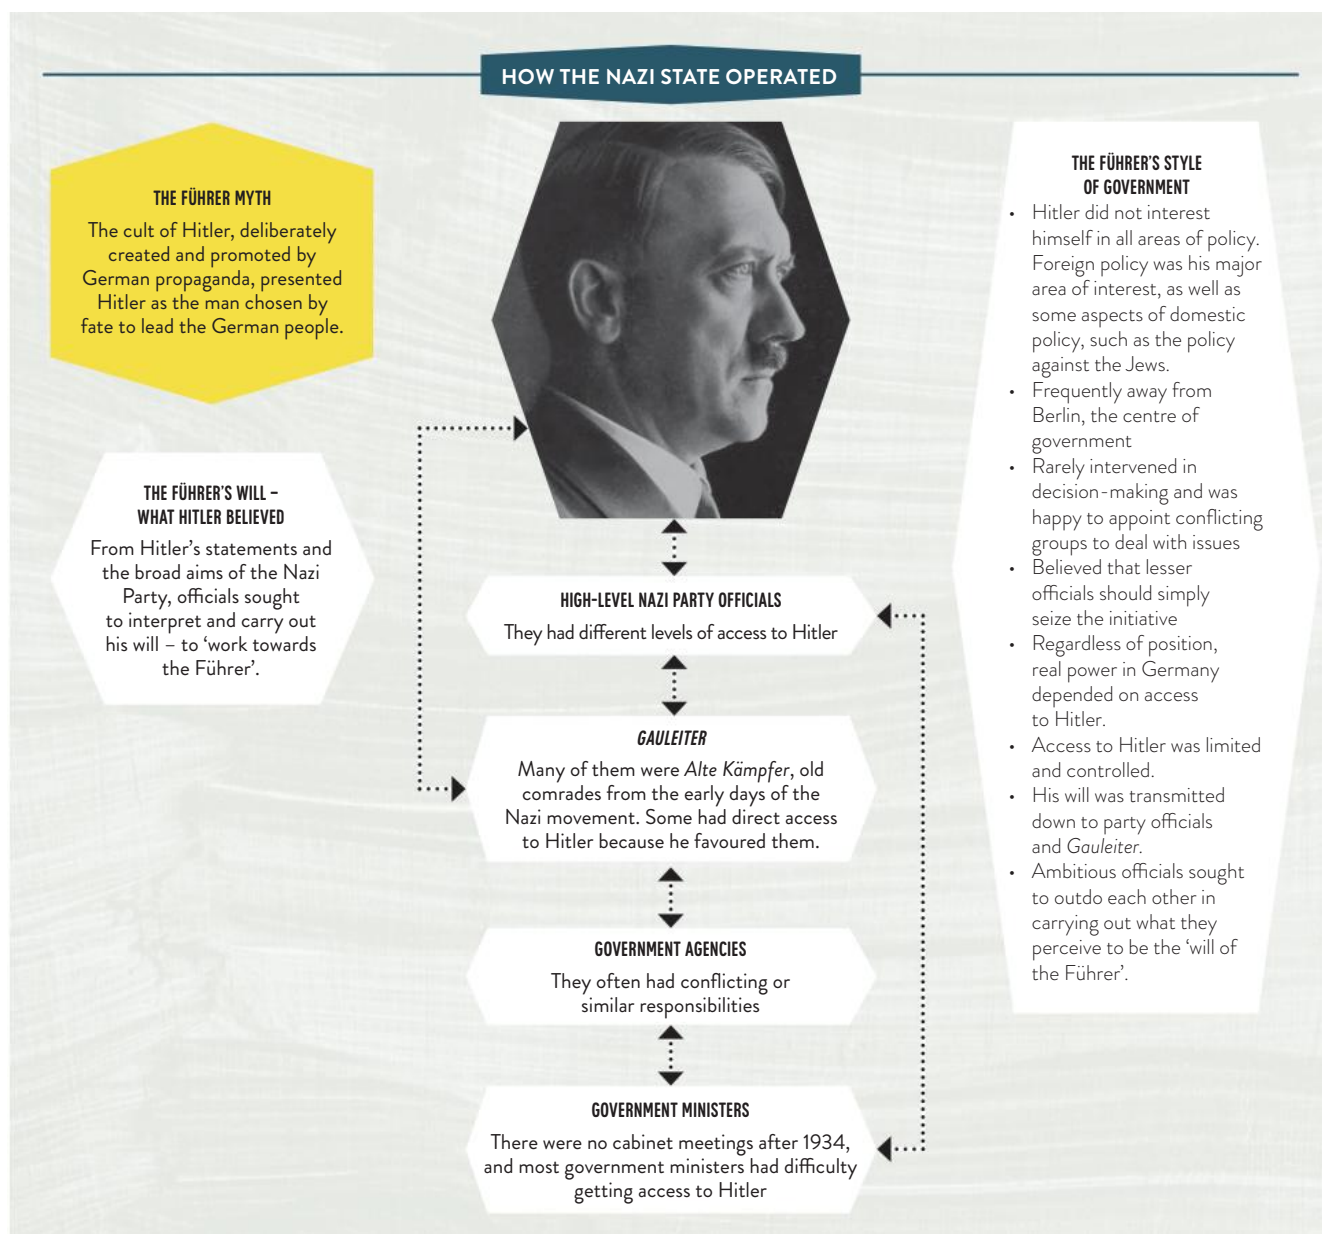 HOW THE NAZI STATE OPERATED
THE FÜHRER MYTH
The cult of Hitler, deliberately
created and promoted by
German propaganda, presented
Hitler as the man chosen by
fate to lead the German people.
THE FÜHRER'S WILL –
WHAT HITLER BELIEVED
From Hitler's statements and
the broad aims of the Nazi
Party, officials sought
to interpret and carry out
his will – to 'work towards
the Führer'.
HIGH-LEVEL NAZI PARTY OFFICIALS
They had different levels of access to Hitler
GAULEITER
Many of them were Alte Kämpfer, old
comrades from the early days of the
Nazi movement. Some had direct access
to Hitler because he favoured them.
GOVERNMENT AGENCIES
They often had conflicting or
similar responsibilities
GOVERNMENT MINISTERS
There were no cabinet meetings after 1934,
and most government ministers had difficulty
getting access to Hitler
THE FÜHRER'S STYLE
OF GOVERNMENT
• Hitler did not interest
himself in all areas of policy.
Foreign policy was his major
area of interest, as well as
some aspects of domestic
policy, such as the policy
against the Jews.
• Frequently away from
Berlin, the centre of
government
• Rarely intervened in
decision-making and was
happy to appoint conflicting
groups to deal with issues
• Believed that lesser
officials should simply
seize the initiative
• Regardless of position,
real power in Germany
depended on access
to Hitler.
• Access to Hitler was limited
and controlled.
• His will was transmitted
down to party officials
and Gauleiter.
• Ambitious officials sought
to outdo each other in
carrying out what they
perceive to be the 'will of
the Führer'.